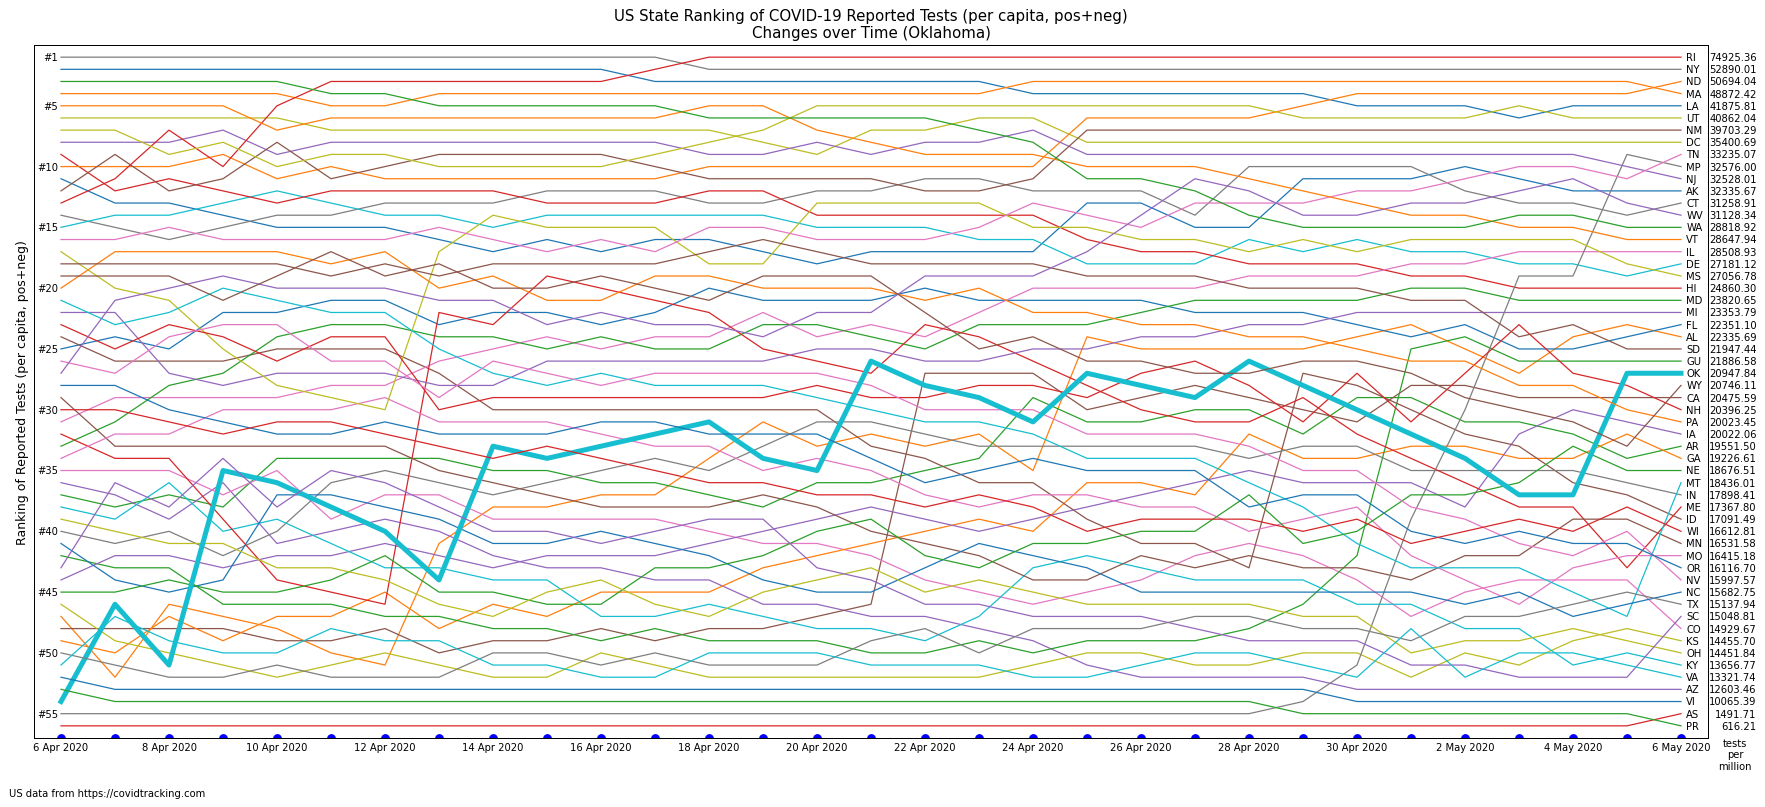 US State Ranking of COVID-19 Reported Tests (per capita, pos+neg)
Changes over Time (Oklahoma)
Ranking of Reported Tests (per capita, pos+neg)
#1
#5
#10
#15
#20
#25
#30
#35
#40
#45
#50
#55
RI 74925.36
NY 52890.01
ND 50694.04
MA 48872.42
LA 41875.81
UT 40862.04
NM 39703.29
DC 35400.69
TN 33235.07
MP 32576.00
NJ 32528.01
AK 32335.67
CT 31258.91
WV 31128.34
WA 28818.92
VT 28647.94
IL 28508.93
DE 27181.12
MS 27056.78
HI 24860.30
MD 23820.65
MI 23353.79
FL 22351.10
AL 22335.69
SD 21947.44
GU 21886.58
OK 20947.84
WY 20746.11
CA 20475.59
NH 20396.25
PA 20023.45
IA 20022.06
AR 19551.50
GA 19226.61
NE 18676.51
MT 18436.01
IN 17898.41
ME 17367.80
ID 17091.49
WI 16612.81
MN 16531.58
MO 16415.18
OR 16116.70
NV 15997.57
NC 15682.75
TX 15137.94
SC 15048.81
CO 14929.67
KS 14455.70
OH 14451.84
KY 13656.77
VA 13321.74
AZ 12603.46
VI 10065.39
AS 1491.71
PR 616.21
6 Apr 2020 8 Apr 2020 10 Apr 2020 12 Apr 2020 14 Apr 2020 16 Apr 2020 18 Apr 2020 20 Apr 2020 22 Apr 2020 24 Apr 2020 26 Apr 2020 28 Apr 2020 30 Apr 2020 2 May 2020 4 May 2020 6 May 2020
tests
per
million
US data from https://covidtracking.com